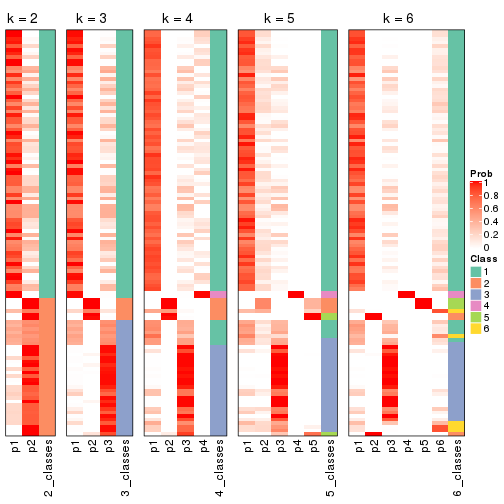 k = 2
k = 3
k = 4
k = 5
k = 6
p1
p2
2_classes
p1
p2
p3
3_classes
p1
p2
p3
p4
4_classes
p1
p2
p3
p4
p5
5_classes
p1
p2
p3
p4
p5
p6
6_classes
Prob
1
0.8
0.6
0.4
0.2
0
Class
1
2
3
4
5
6